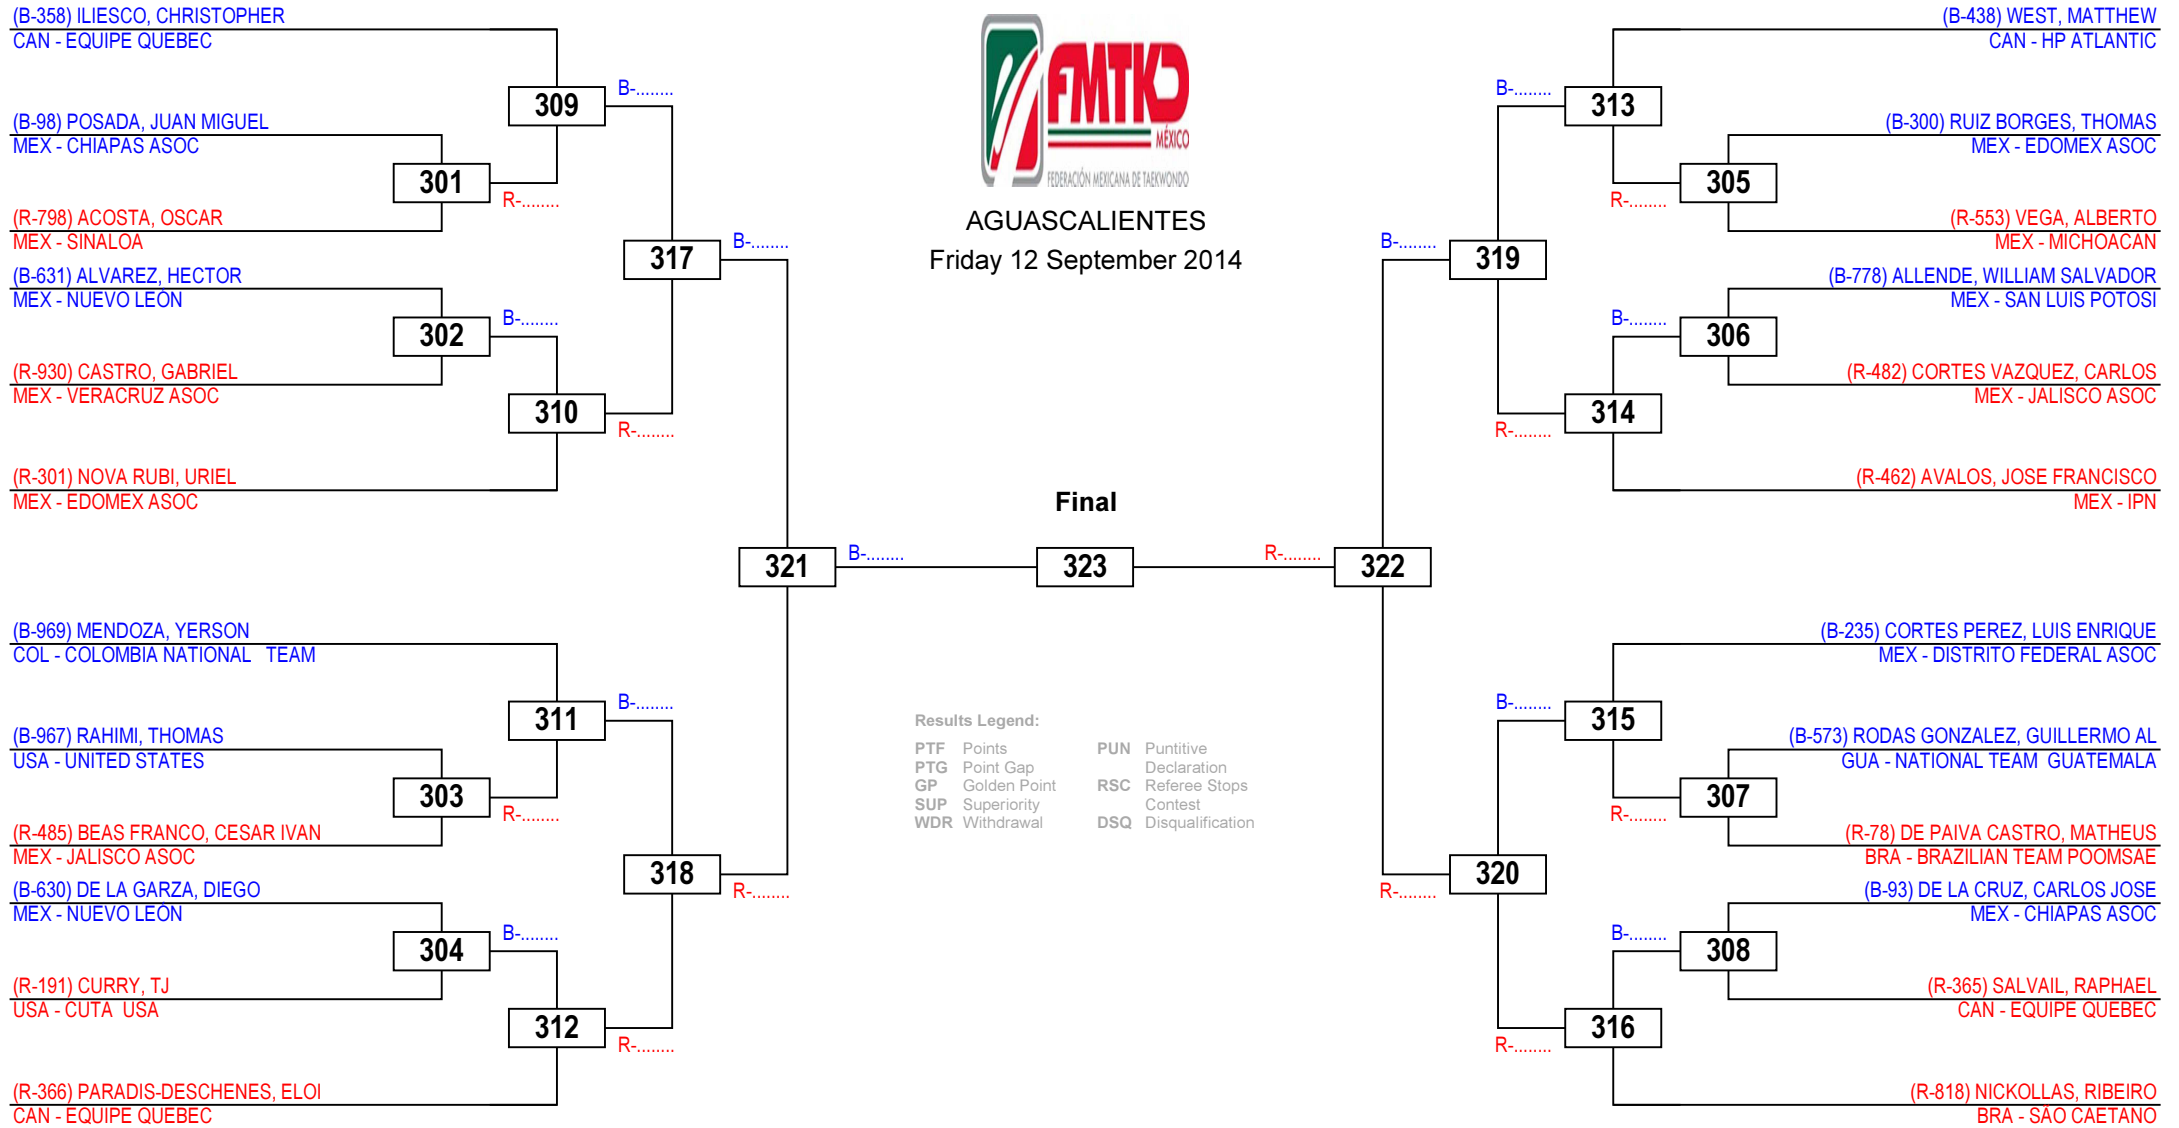 (B-358) ILIESCO, CHRISTOPHER
CAN - EQUIPE QUEBEC
309
B-........
(B-98) POSADA, JUAN MIGUEL
MEX - CHIAPAS ASOC
301
R-........
(R-798) ACOSTA, OSCAR
MEX - SINALOA
317
B-........
(B-631) ALVAREZ, HECTOR
MEX - NUEVO LEÓN
302
B-........
(R-930) CASTRO, GABRIEL
MEX - VERACRUZ ASOC
310
R-........
(R-301) NOVA RUBI, URIEL
MEX - EDOMEX ASOC
321
B-........
(B-969) MENDOZA, YERSON
COL - COLOMBIA NATIONAL   TEAM
311
B-........
(B-967) RAHIMI, THOMAS
USA - UNITED STATES
303
R-........
(R-485) BEAS FRANCO, CESAR IVAN
MEX - JALISCO ASOC
318
R-........
(B-630) DE LA GARZA, DIEGO
MEX - NUEVO LEÓN
304
B-........
(R-191) CURRY, TJ
USA - CUTA  USA
312
R-........
(R-366) PARADIS-DESCHENES, ELOI
CAN - EQUIPE QUEBEC
FMTKD
MÉXICO
FEDERACIÓN MEXICANA DE TAEKWONDO
AGUASCALIENTES
Friday 12 September 2014
Final
323
Results Legend:
PTF Points
PTG Point Gap
GP Golden Point
SUP Superiority
WDR Withdrawal
PUN Puntitive
Declaration
RSC Referee Stops
Contest
DSQ Disqualification
(B-438) WEST, MATTHEW
CAN - HP ATLANTIC
B-........
313
(B-300) RUIZ BORGES, THOMAS
MEX - EDOMEX ASOC
R-........
305
(R-553) VEGA, ALBERTO
MEX - MICHOACAN
B-........
319
(B-778) ALLENDE, WILLIAM SALVADOR
MEX - SAN LUIS POTOSI
B-........
306
(R-482) CORTES VAZQUEZ, CARLOS
MEX - JALISCO ASOC
R-........
314
(R-462) AVALOS, JOSE FRANCISCO
MEX - IPN
R-........
322
(B-235) CORTES PEREZ, LUIS ENRIQUE
MEX - DISTRITO FEDERAL ASOC
B-........
315
(B-573) RODAS GONZALEZ, GUILLERMO AL
GUA - NATIONAL TEAM  GUATEMALA
R-........
307
(R-78) DE PAIVA CASTRO, MATHEUS
BRA - BRAZILIAN TEAM POOMSAE
R-........
320
(B-93) DE LA CRUZ, CARLOS JOSE
MEX - CHIAPAS ASOC
B-........
308
(R-365) SALVAIL, RAPHAEL
CAN - EQUIPE QUEBEC
R-........
316
(R-818) NICKOLLAS, RIBEIRO
BRA - SÃO CAETANO